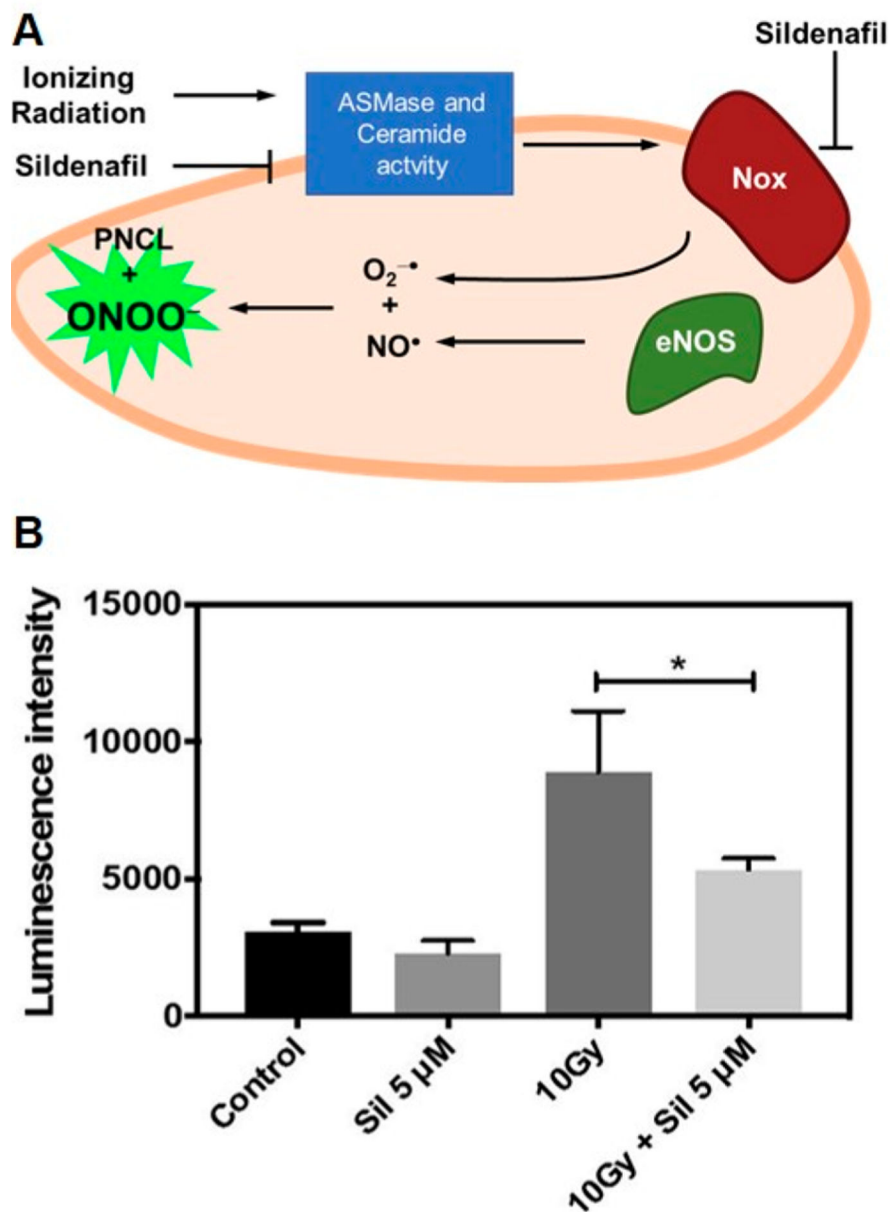 A
Sildenafil
Ionizing
Radiation
ASMase and
Ceramide
actvity
Sildenafil
Nox
PNCL
+
ONOO⁻
O₂⁻•
+
NO•
eNOS
B
Luminescence intensity
15000
10000
5000
0
*
Control
Sil 5 µM
10Gy
10Gy + Sil 5 µM